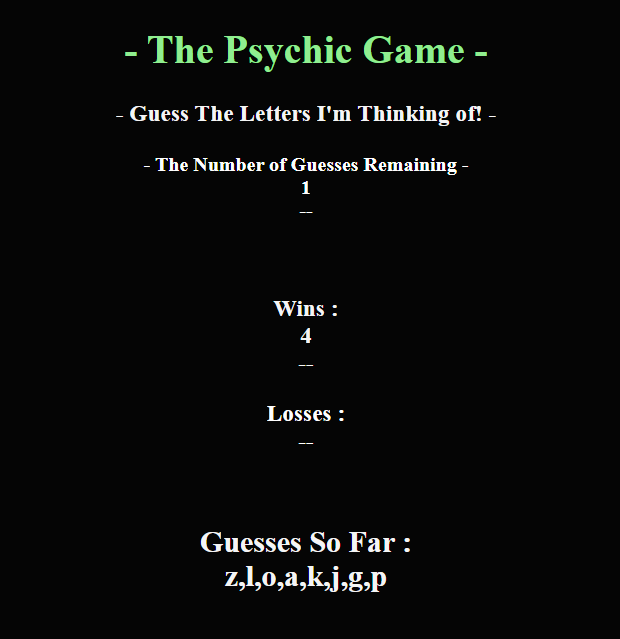 - The Psychic Game -
- Guess The Letters I'm Thinking of! -
- The Number of Guesses Remaining -
1
--
Wins :
4
--
Losses :
--
Guesses So Far :
z,l,o,a,k,j,g,p